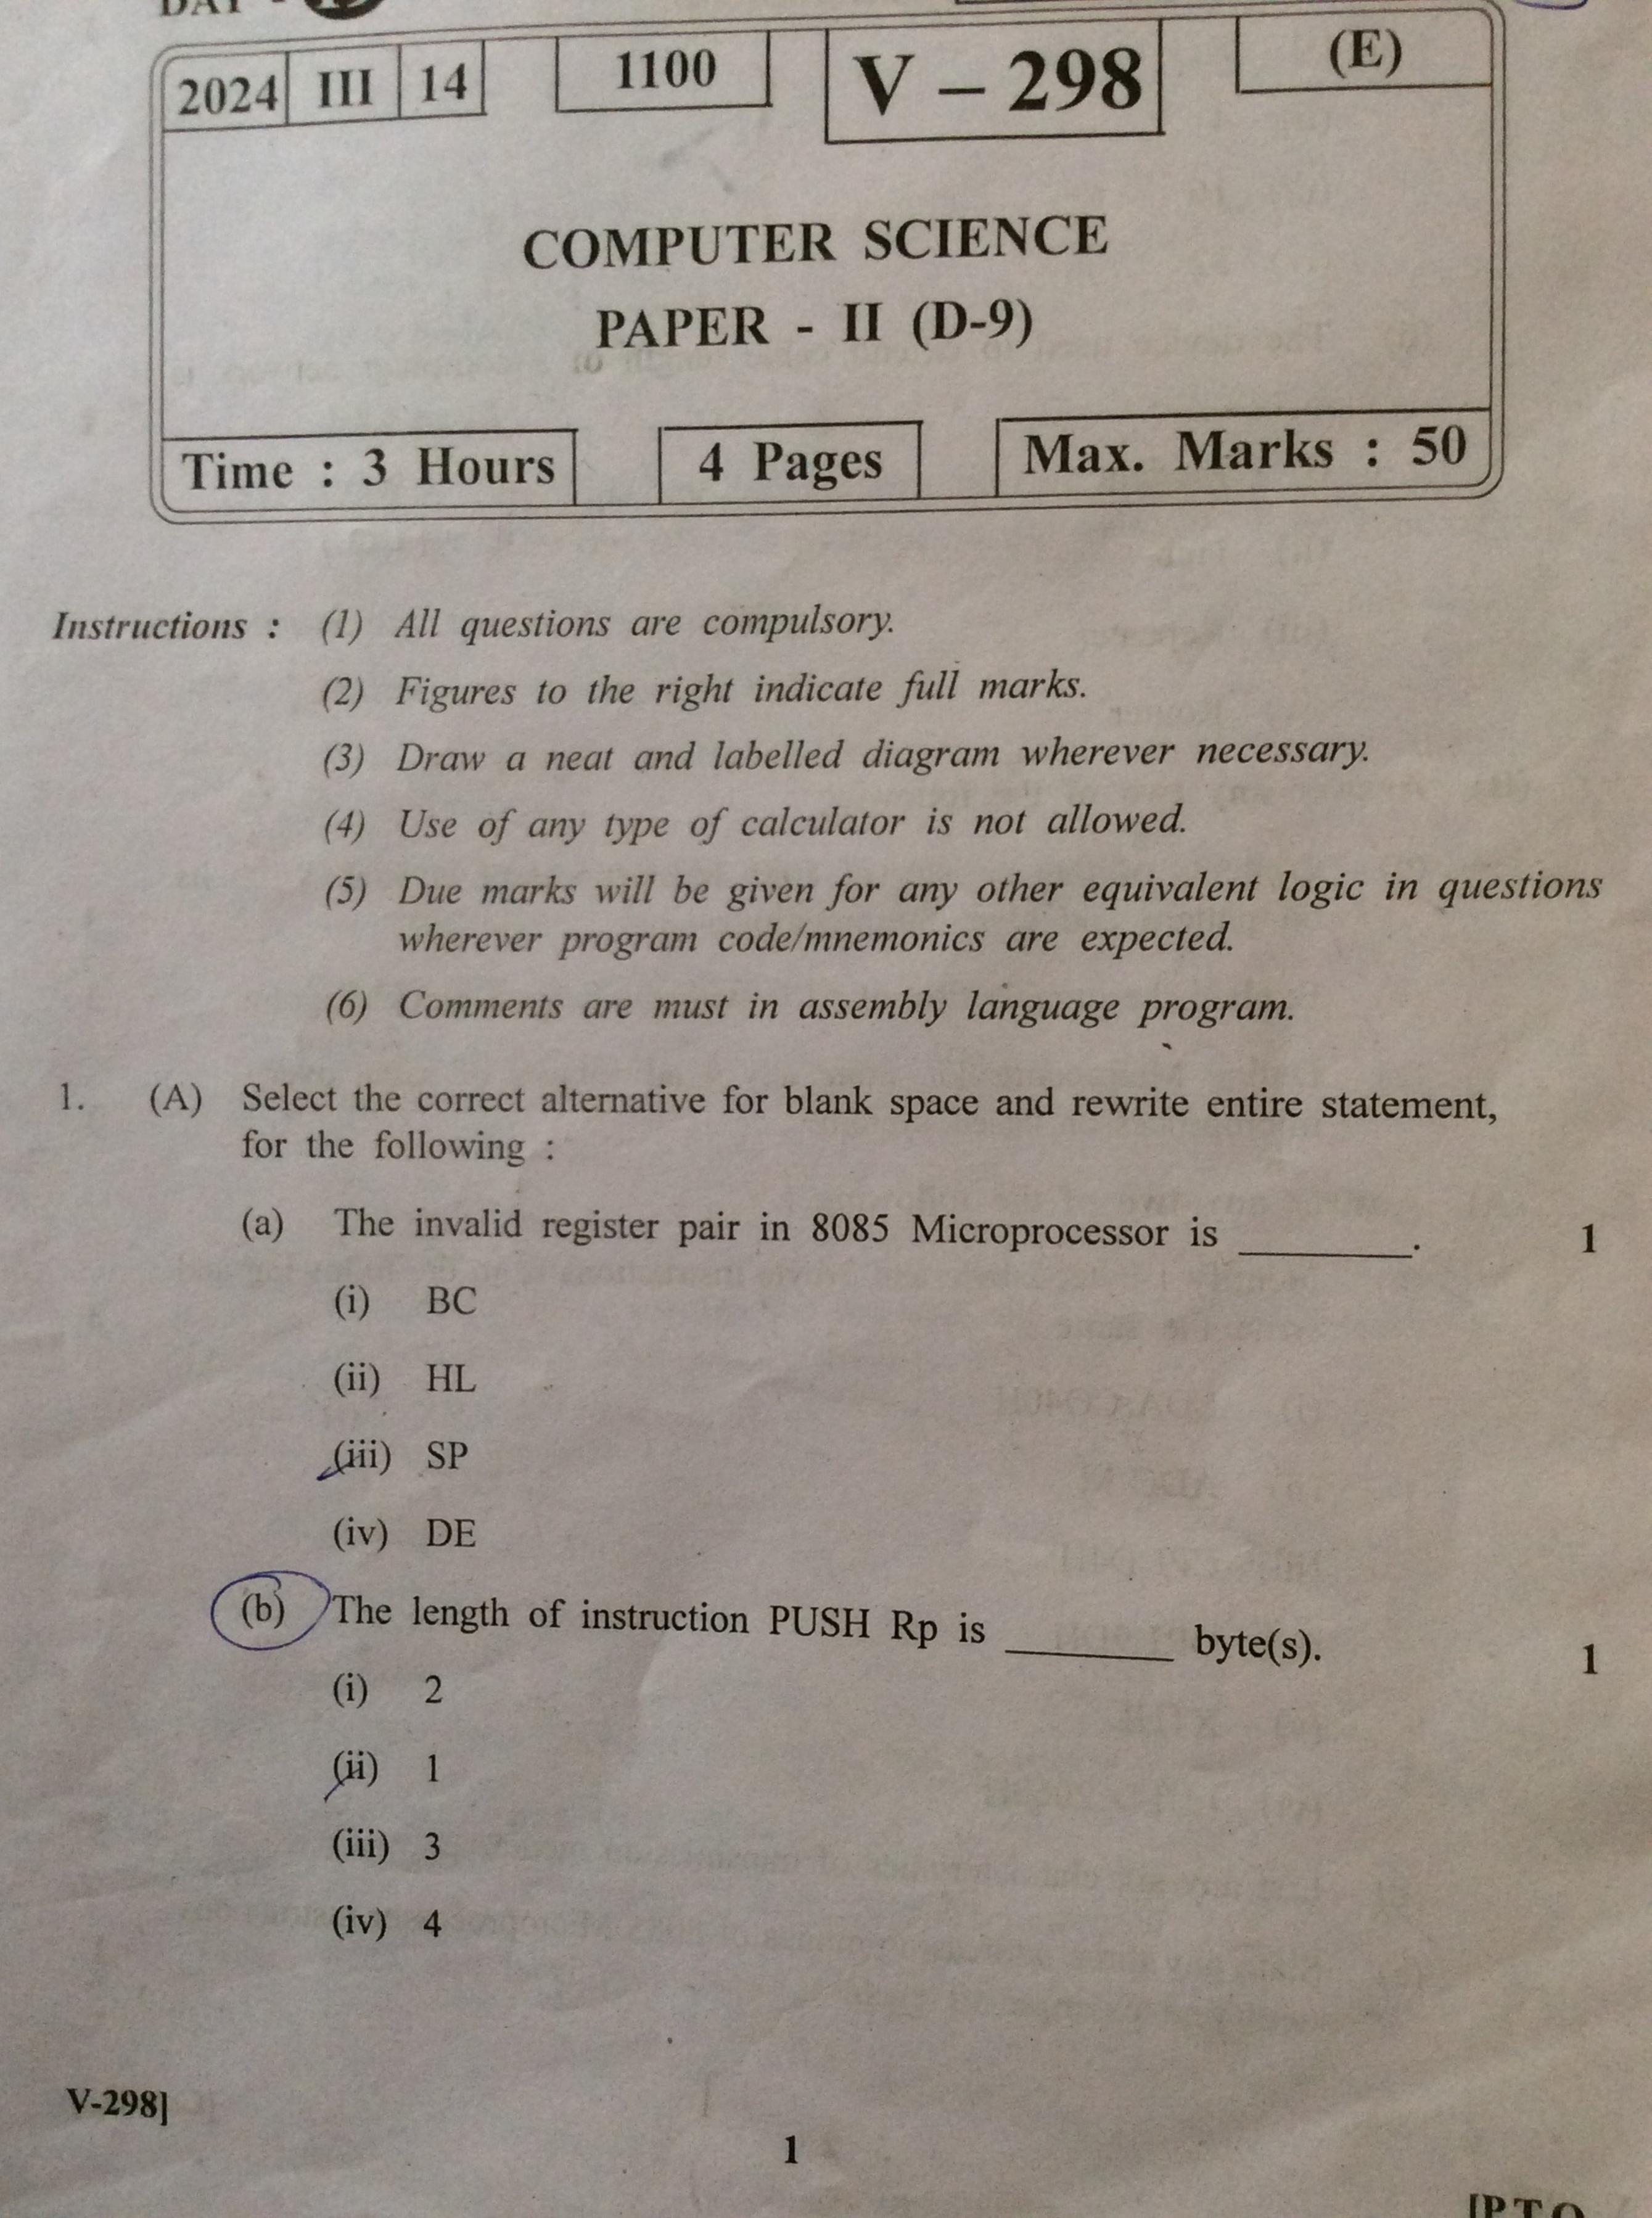 DAY -
2024 III 14 1100 V – 298 (E)
COMPUTER SCIENCE
PAPER - II (D-9)
Time : 3 Hours 4 Pages Max. Marks : 50
Instructions : (1) All questions are compulsory.
(2) Figures to the right indicate full marks.
(3) Draw a neat and labelled diagram wherever necessary.
(4) Use of any type of calculator is not allowed.
(5) Due marks will be given for any other equivalent logic in questions
wherever program code/mnemonics are expected.
(6) Comments are must in assembly language program.
1. (A) Select the correct alternative for blank space and rewrite entire statement,
for the following :
(a) The invalid register pair in 8085 Microprocessor is ________. 1
(i) BC
(ii) HL
(iii) SP
(iv) DE
(b) The length of instruction PUSH Rp is ________ byte(s). 1
(i) 2
(ii) 1
(iii) 3
(iv) 4
V-298]
1
[P.T.O